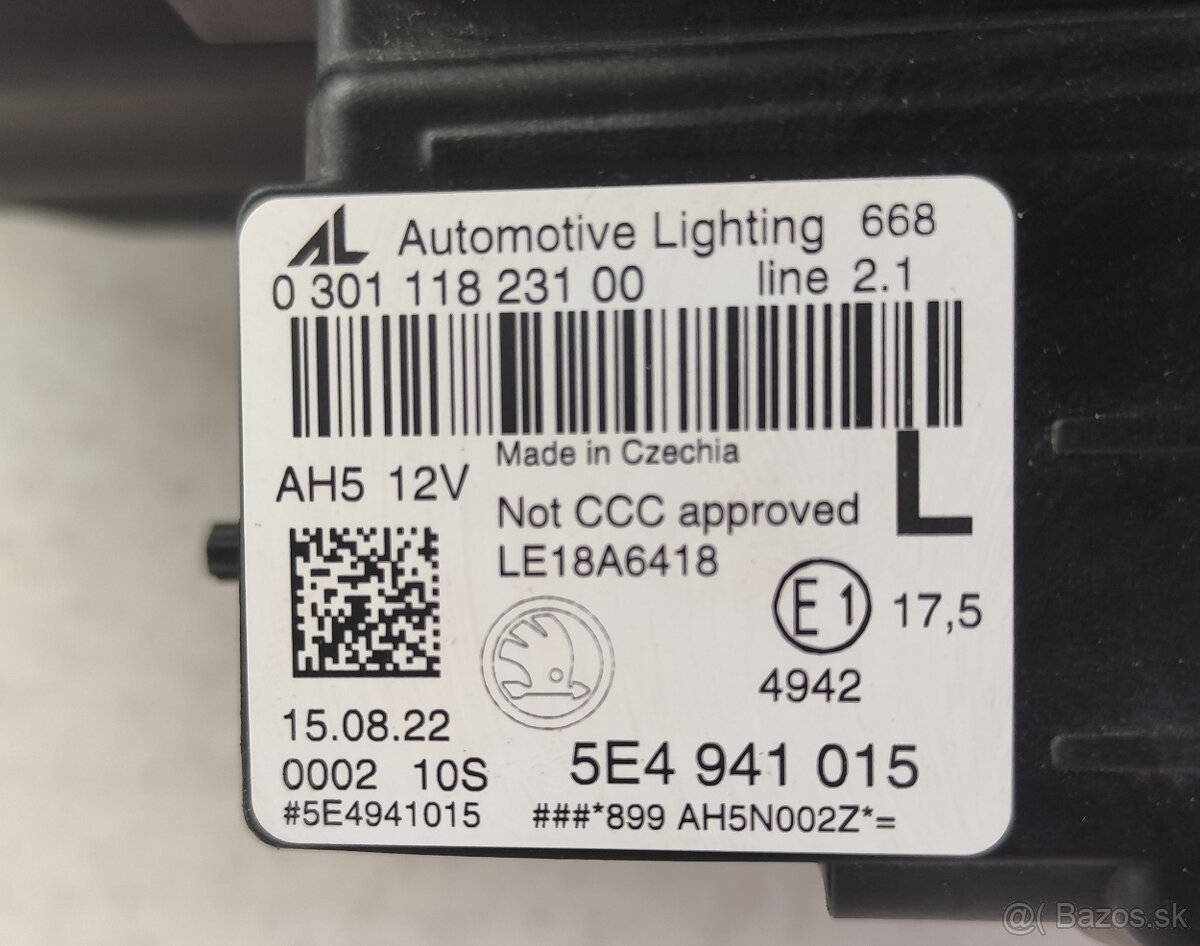 AL Automotive Lighting 668
0 301 118 231 00 line 2.1
Made in Czechia
AH5 12V
L
Not CCC approved
LE18A6418
E1 17,5
4942
15.08.22
0002 10S
5E4 941 015
#5E4941015 ###*899 AH5N002Z*=
@( Bazos.sk